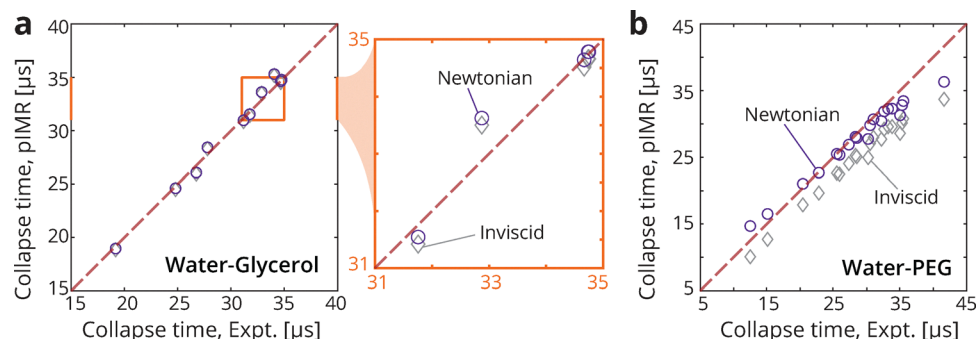 a
Collapse time, pIMR [µs]
40
35
30
25
20
15
15
20
25
30
35
40
Water-Glycerol
Collapse time, Expt. [µs]
35
31
31
33
35
Newtonian
Inviscid
b
Collapse time, pIMR [µs]
45
35
25
15
5
5
15
25
35
45
Newtonian
Inviscid
Water-PEG
Collapse time, Expt. [µs]